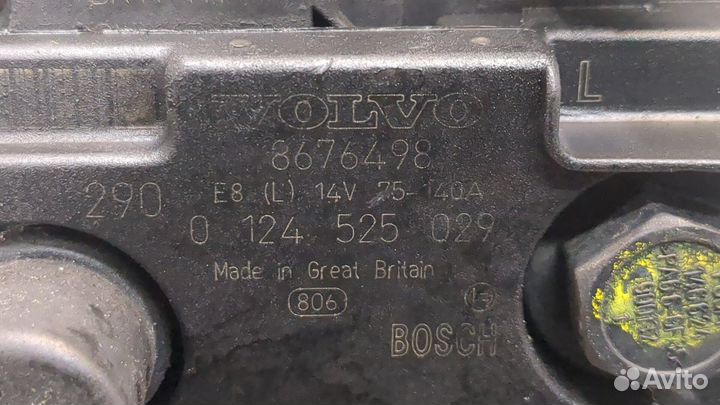 L
VOLVO
8676498
290 E8 (L) 14V 75-140A
0 124 525 029
Made in Great Britain
806
BOSCH
Avito